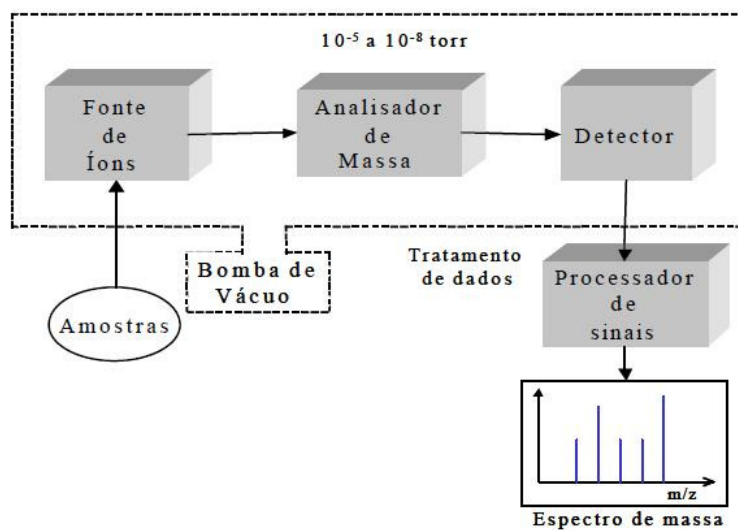 10⁻⁵ a 10⁻⁸ torr
Fonte
de
Íons
Analisador
de
Massa
Detector
Amostras
Bomba de
Vácuo
Tratamento
de dados
Processador
de
sinais
m/z
Espectro de massa